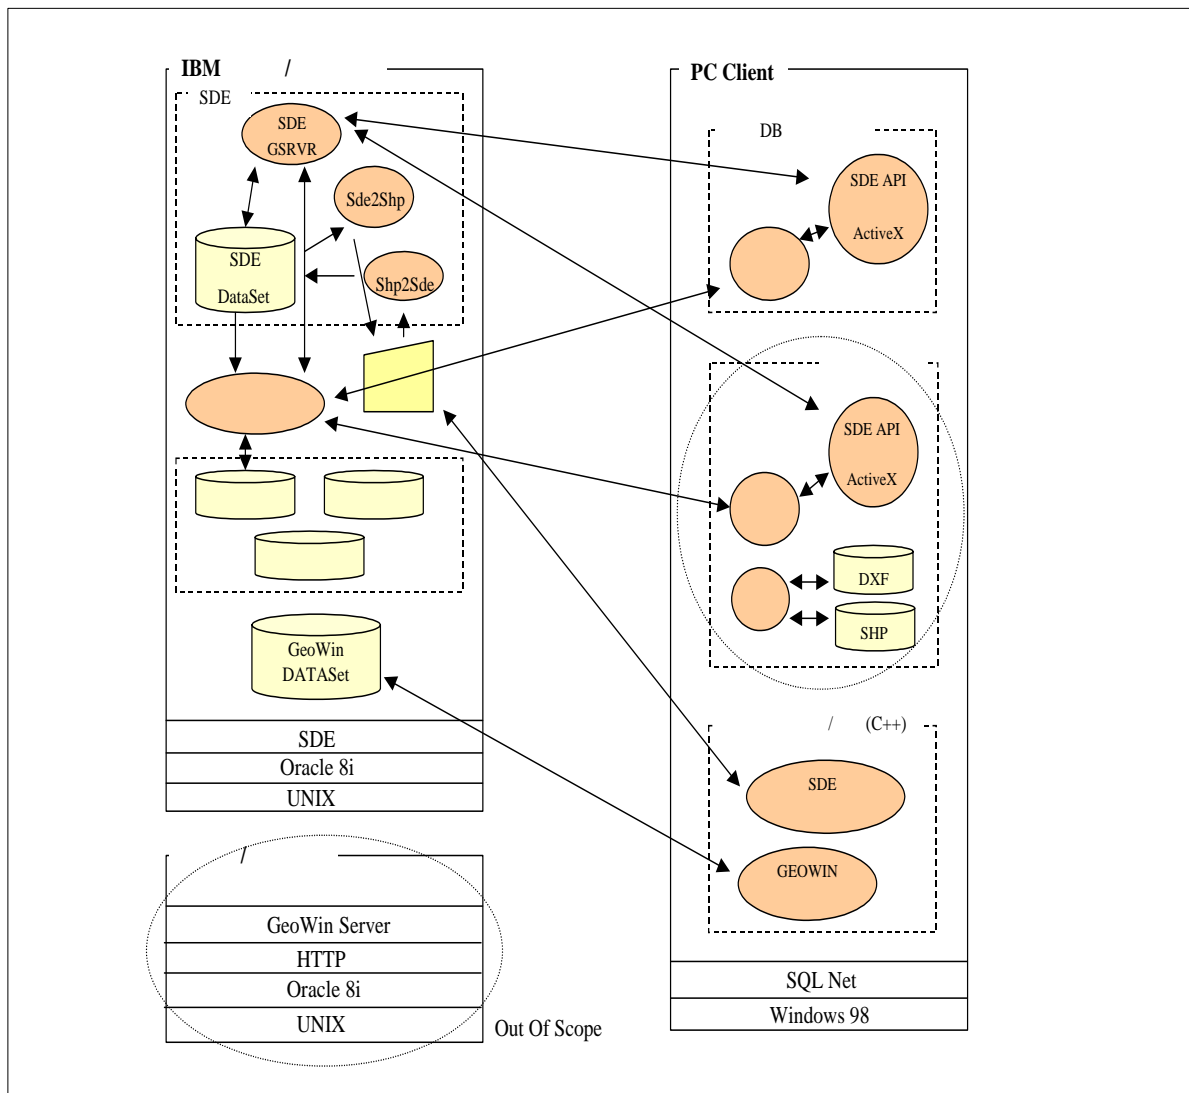 IBM /
SDE
SDE
GSRVR
Sde2Shp
SDE
DataSet
Shp2Sde
GeoWin
DATASet
SDE
Oracle 8i
UNIX
/
GeoWin Server
HTTP
Oracle 8i
UNIX
Out Of Scope
PC Client
DB
SDE API
ActiveX
SDE API
ActiveX
DXF
SHP
/ (C++)
SDE
GEOWIN
SQL Net
Windows 98